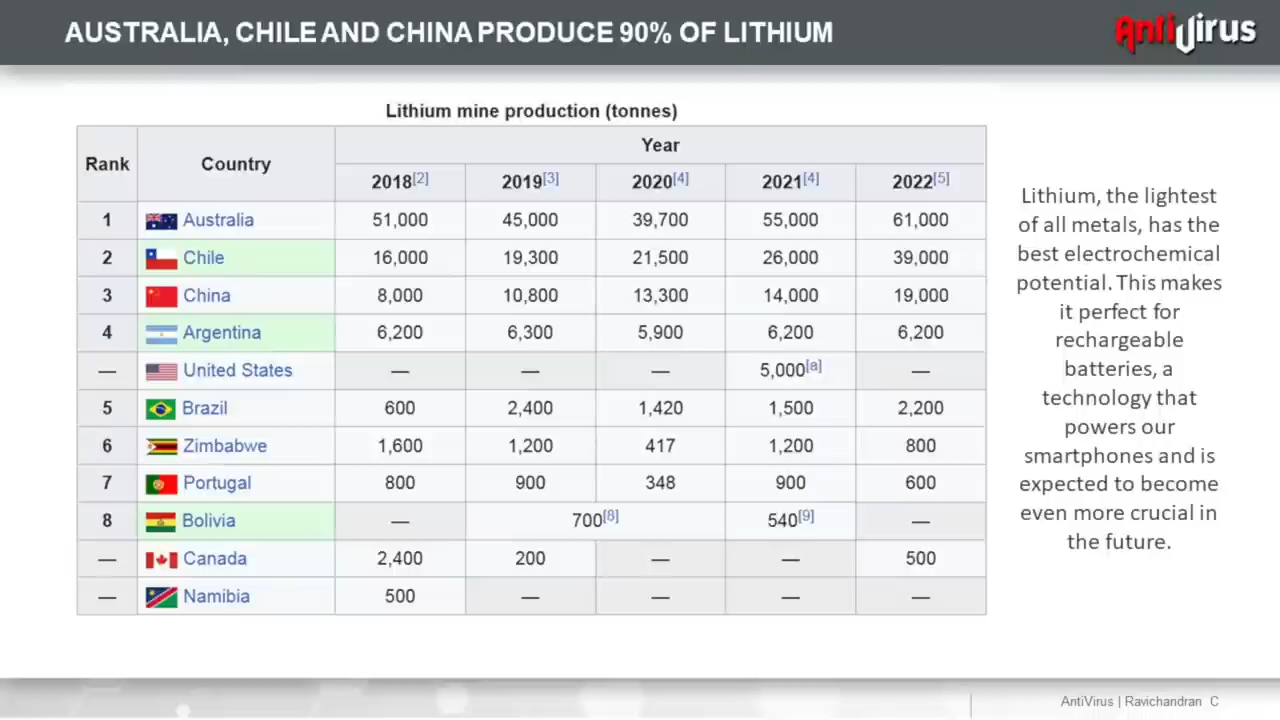 AUSTRALIA, CHILE AND CHINA PRODUCE 90% OF LITHIUM
AntiVirus
Lithium mine production (tonnes)
Rank Country Year
2018[2] 2019[3] 2020[4] 2021[4] 2022[5]
1 Australia 51,000 45,000 39,700 55,000 61,000
2 Chile 16,000 19,300 21,500 26,000 39,000
3 China 8,000 10,800 13,300 14,000 19,000
4 Argentina 6,200 6,300 5,900 6,200 6,200
— United States — — — 5,000[a] —
5 Brazil 600 2,400 1,420 1,500 2,200
6 Zimbabwe 1,600 1,200 417 1,200 800
7 Portugal 800 900 348 900 600
8 Bolivia — 700[8] 540[9] —
— Canada 2,400 200 — — 500
— Namibia 500 — — — —
Lithium, the lightest
of all metals, has the
best electrochemical
potential. This makes
it perfect for
rechargeable
batteries, a
technology that
powers our
smartphones and is
expected to become
even more crucial in
the future.
AntiVirus | Ravichandran C